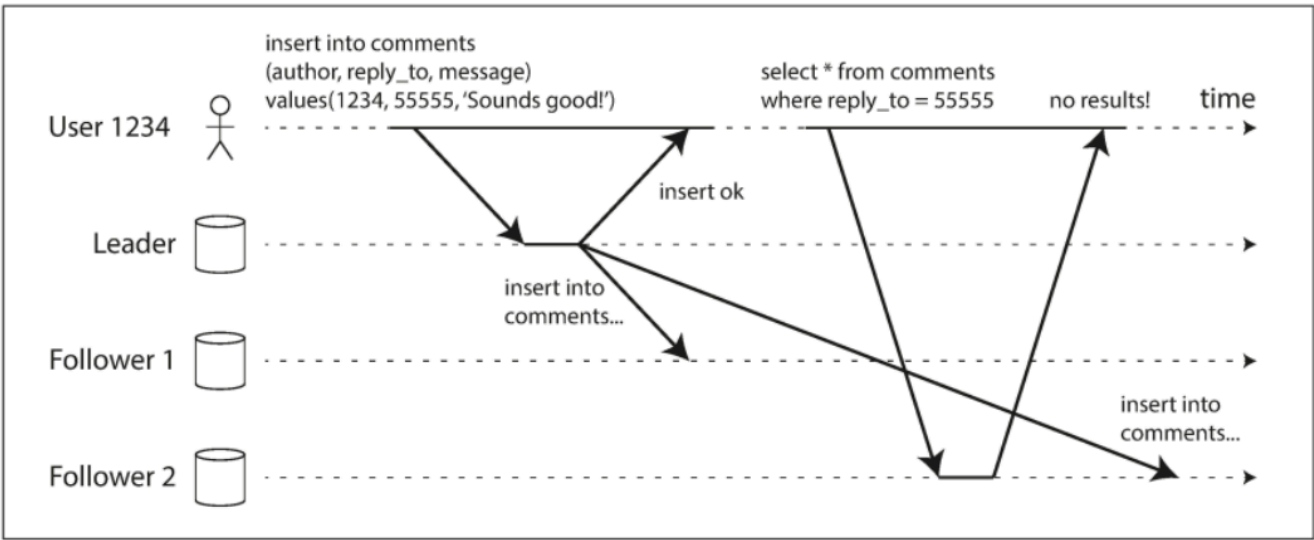 insert into comments
(author, reply_to, message)
values(1234, 55555, ‘Sounds good!’)
select * from comments
where reply_to = 55555
no results!
time
User 1234
insert ok
Leader
insert into
comments...
Follower 1
insert into
comments...
Follower 2